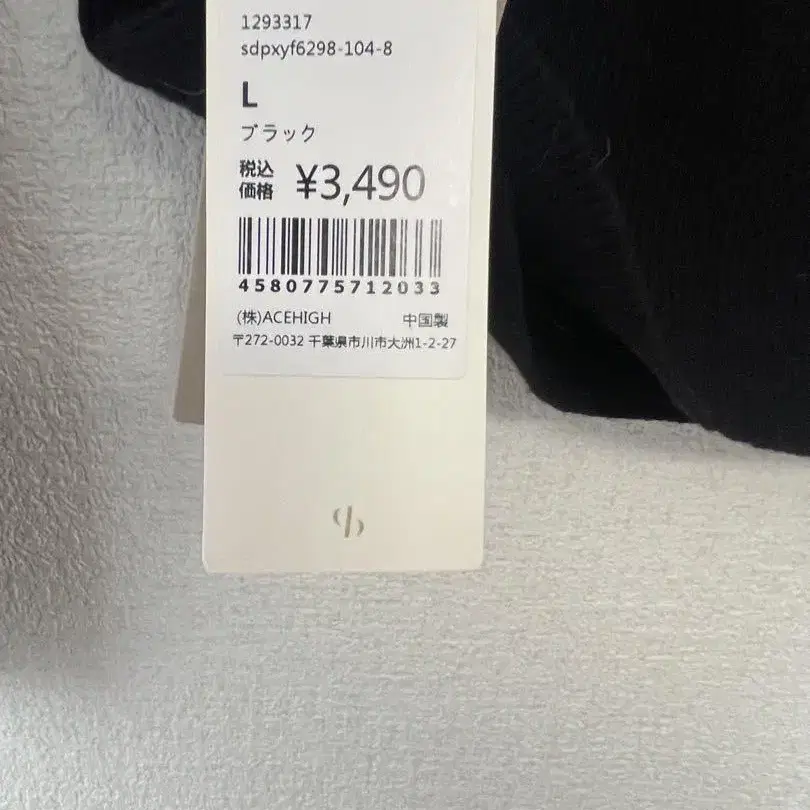 1293317
sdpxyf6298-104-8
L
ブラック
税込
価格 ¥3,490
4580775712033
(株)ACEHIGH 中国製
〒272-0032 千葉県市川市大洲1-2-27